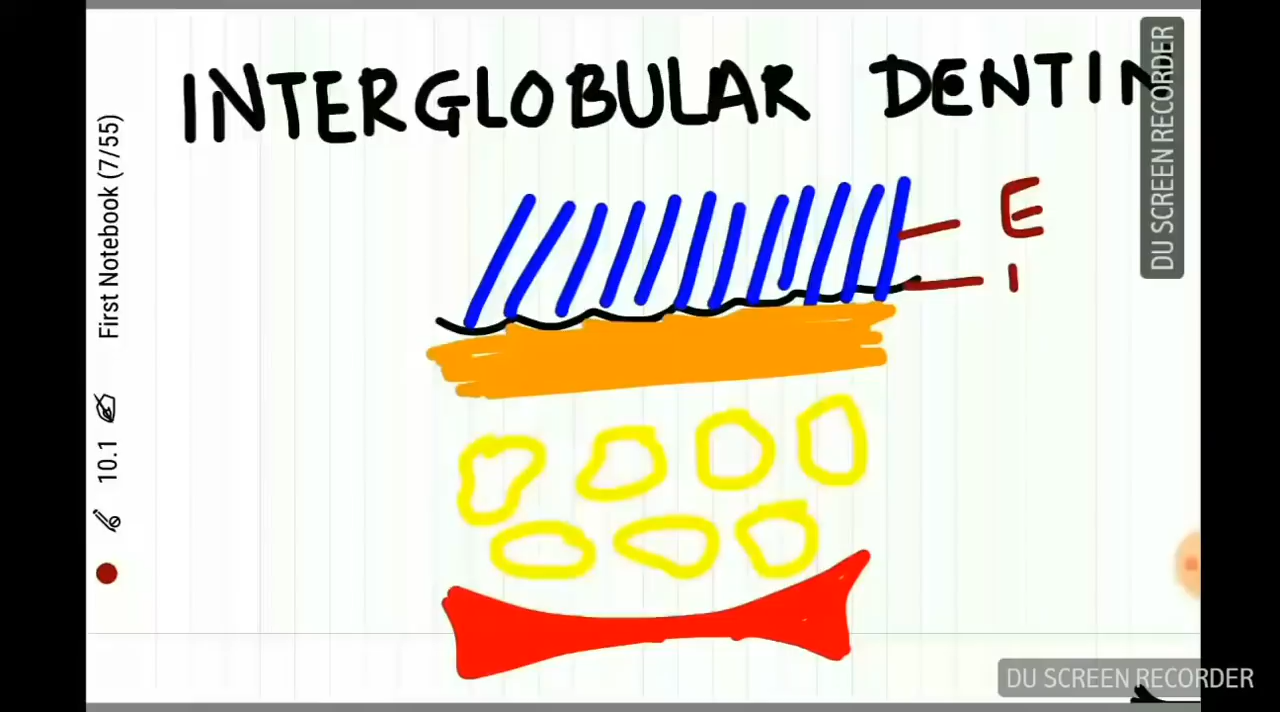 INTERGLOBULAR DENTIN
E
First Notebook (7/55)
10.1
DU SCREEN RECORDER
DU SCREEN RECORDER